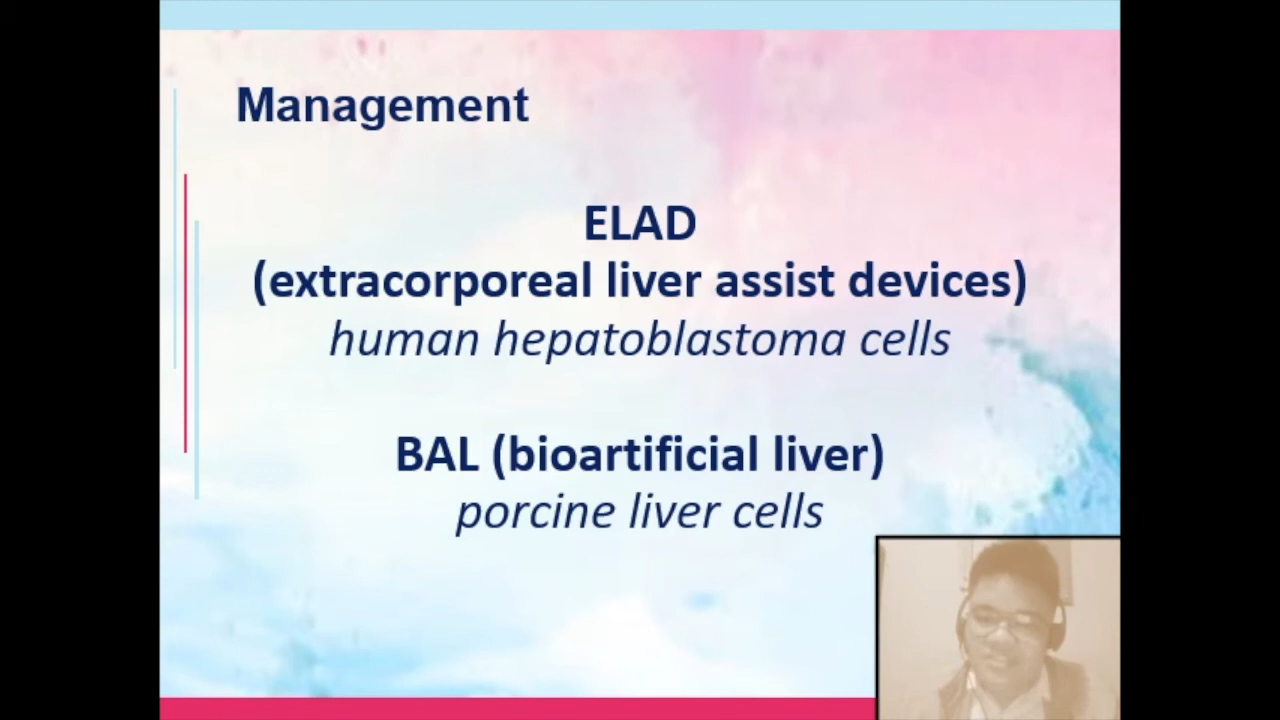 Management
ELAD
(extracorporeal liver assist devices)
human hepatoblastoma cells
BAL (bioartificial liver)
porcine liver cells